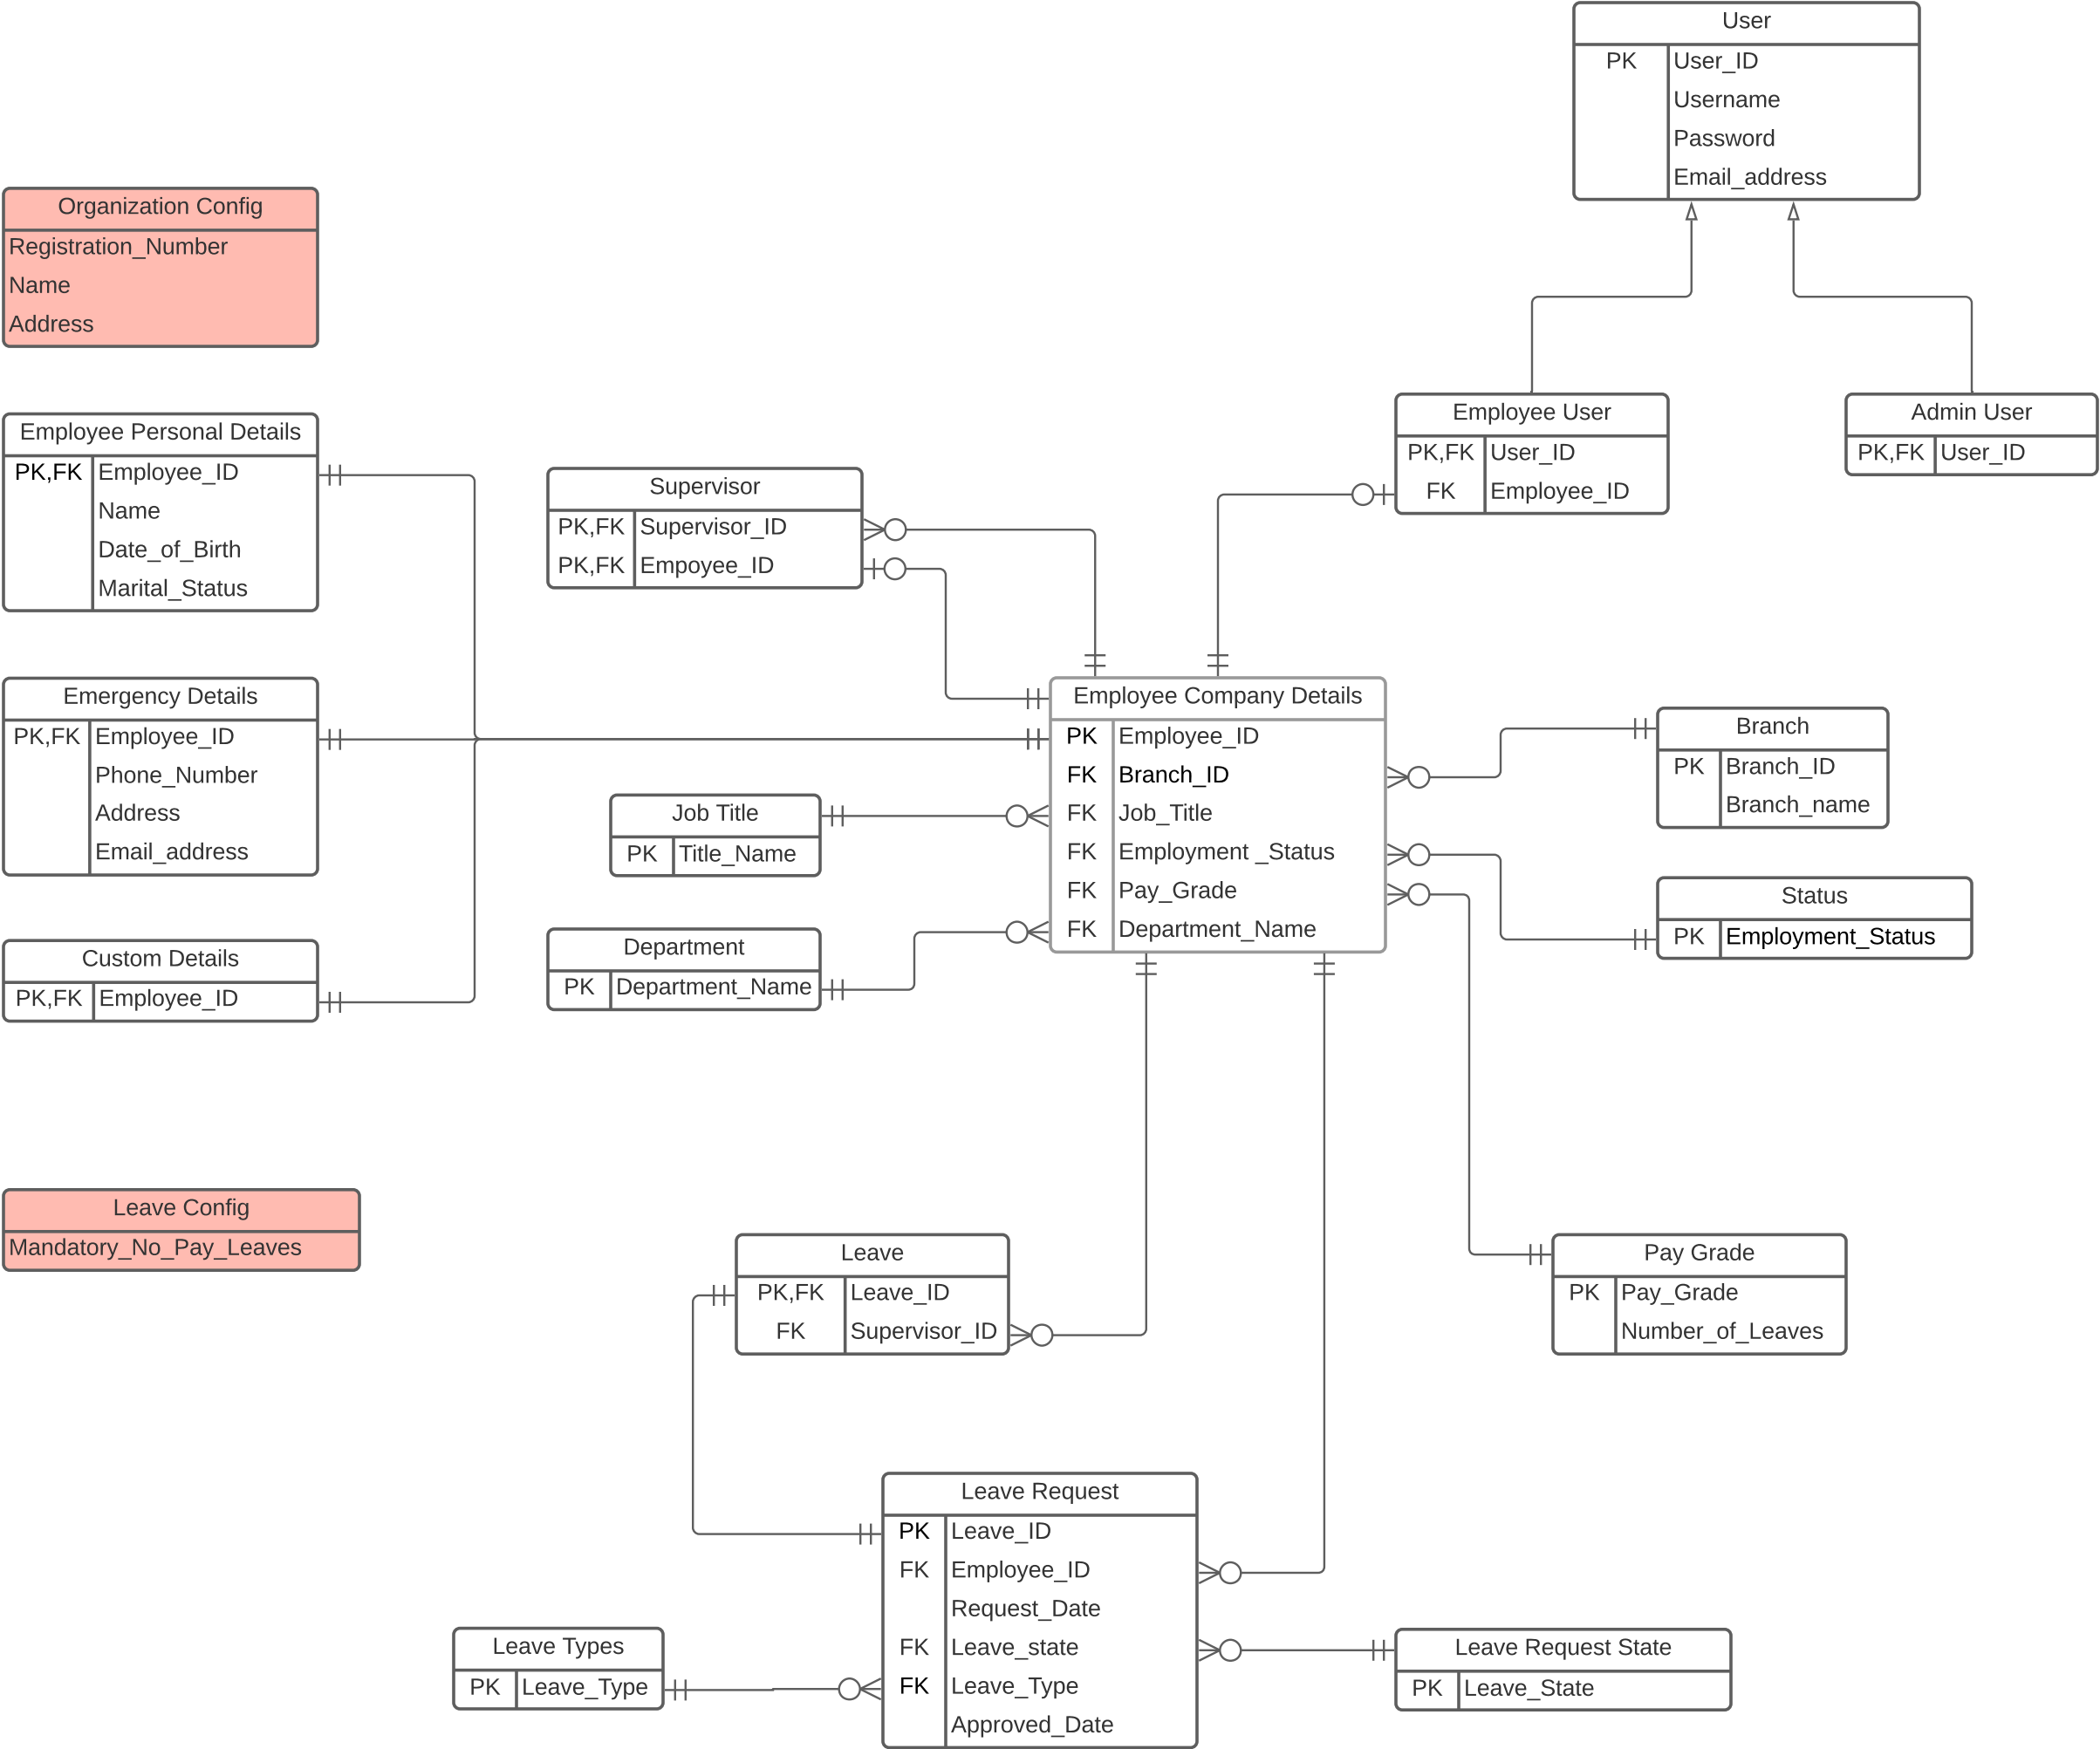 User
PK User_ID
Username
Password
Email_address
Organization Config
Registration_Number
Name
Address
Employee User
PK,FK User_ID
FK Employee_ID
Admin User
PK,FK User_ID
Employee Personal Details
PK,FK Employee_ID
Name
Date_of_Birth
Marital_Status
Supervisor
PK,FK Supervisor_ID
PK,FK Empoyee_ID
Emergency Details
PK,FK Employee_ID
Phone_Number
Address
Email_address
Employee Company Details
PK Employee_ID
FK Branch_ID
FK Job_Title
FK Employment _Status
FK Pay_Grade
FK Department_Name
Branch
PK Branch_ID
Branch_name
Job Title
PK Title_Name
Status
PK Employment_Status
Department
PK Department_Name
Custom Details
PK,FK Employee_ID
Leave Config
Mandatory_No_Pay_Leaves
Leave
PK,FK Leave_ID
FK Supervisor_ID
Pay Grade
PK Pay_Grade
Number_of_Leaves
Leave Request
PK Leave_ID
FK Employee_ID
Request_Date
FK Leave_state
FK Leave_Type
Approved_Date
Leave Types
PK Leave_Type
Leave Request State
PK Leave_State